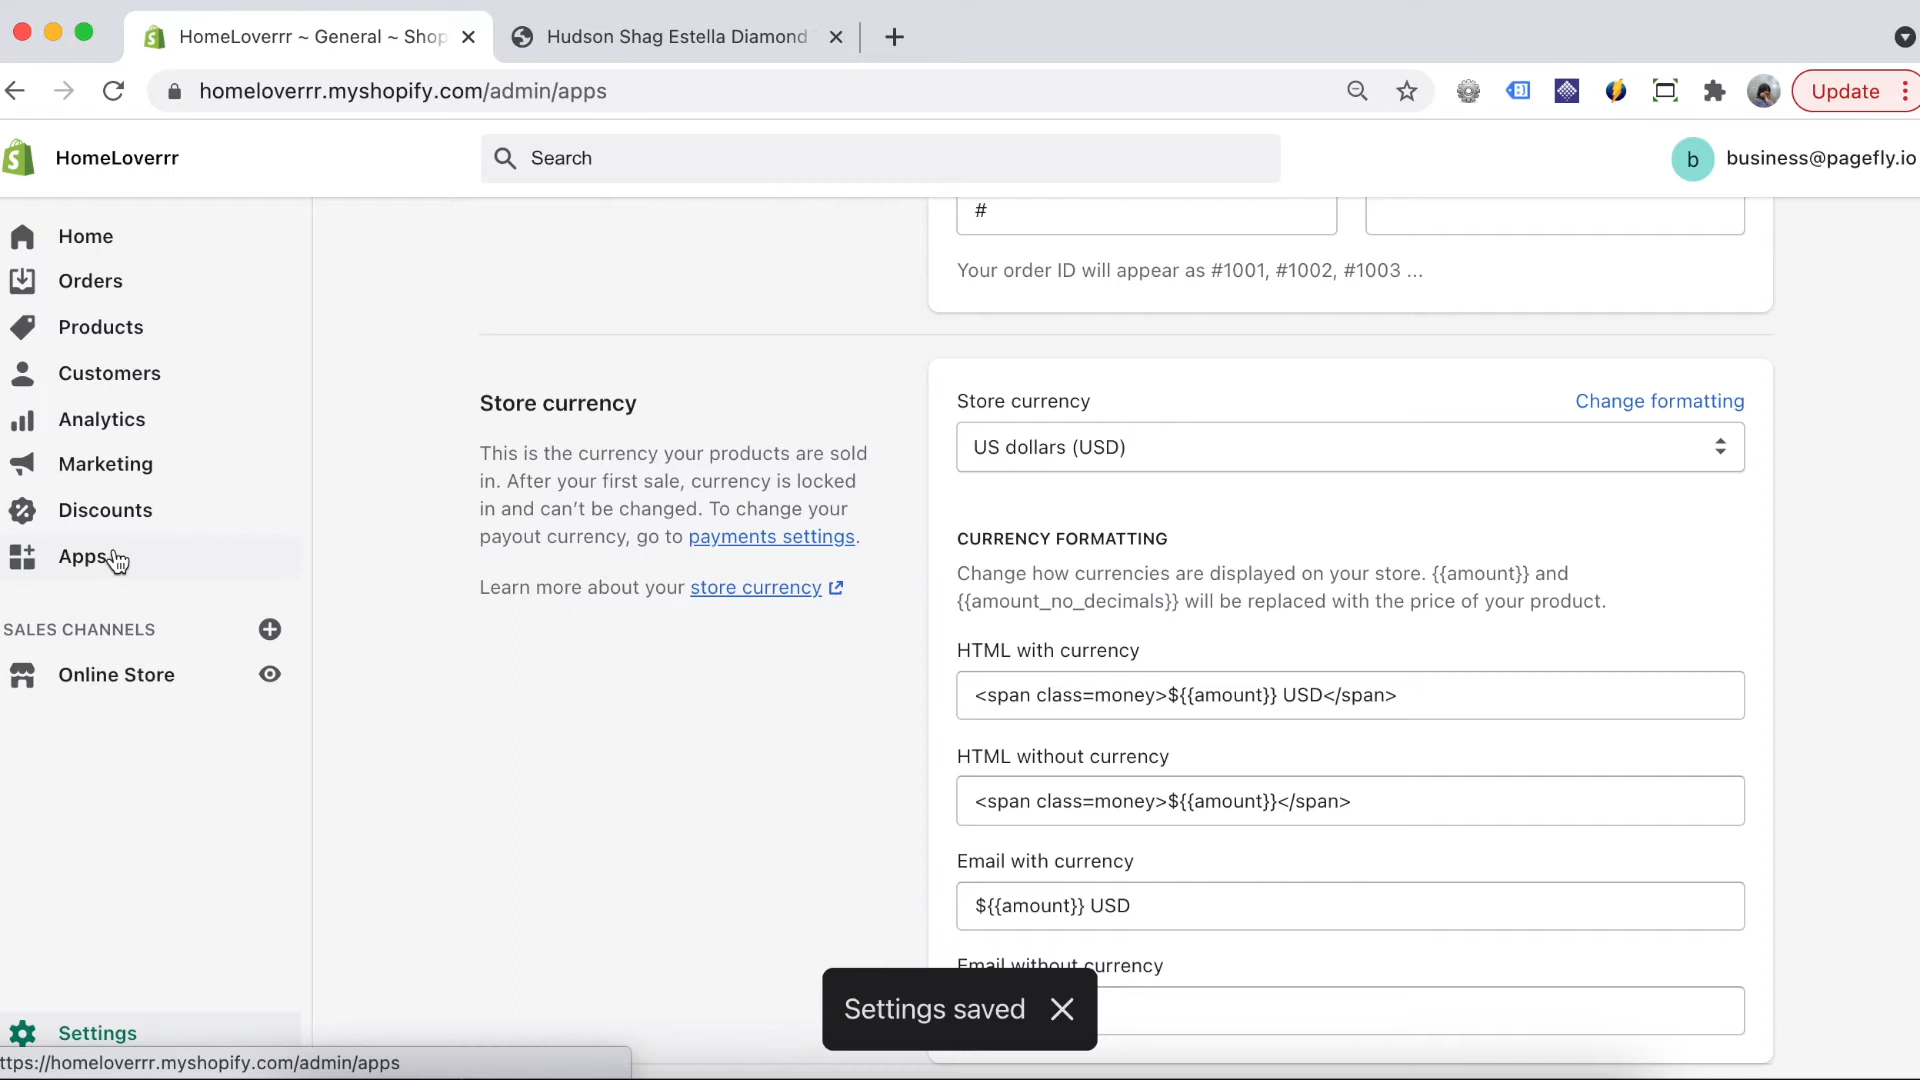 HomeLoverrr ~ General ~ Shop
Hudson Shag Estella Diamond
homeloverrr.myshopify.com/admin/apps
Update
HomeLoverrr
Search
b
business@pagefly.io
Home
Orders
Products
Customers
Analytics
Marketing
Discounts
Apps
SALES CHANNELS
Online Store
Settings
ttps://homeloverrr.myshopify.com/admin/apps
#
Your order ID will appear as #1001, #1002, #1003 ...
Store currency
This is the currency your products are sold
in. After your first sale, currency is locked
in and can't be changed. To change your
payout currency, go to payments settings.
Learn more about your store currency
Store currency
Change formatting
US dollars (USD)
CURRENCY FORMATTING
Change how currencies are displayed on your store. {{amount}} and
{{amount_no_decimals}} will be replaced with the price of your product.
HTML with currency
<span class=money>${{amount}} USD</span>
HTML without currency
<span class=money>${{amount}}</span>
Email with currency
${{amount}} USD
Email without currency
Settings saved